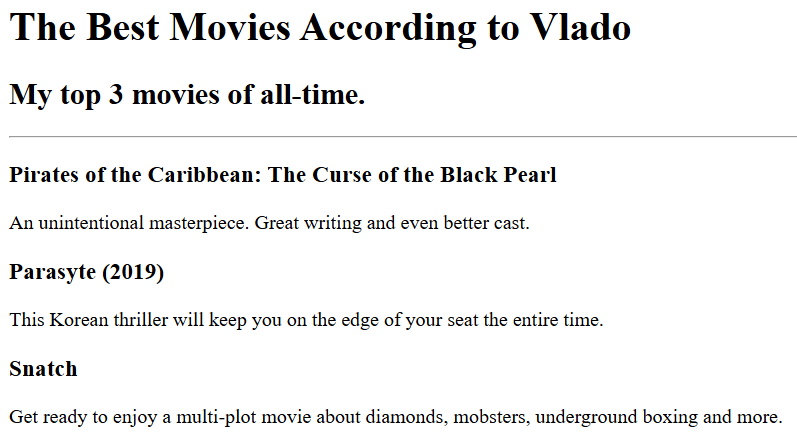 The Best Movies According to Vlado
My top 3 movies of all-time.
Pirates of the Caribbean: The Curse of the Black Pearl
An unintentional masterpiece. Great writing and even better cast.
Parasyte (2019)
This Korean thriller will keep you on the edge of your seat the entire time.
Snatch
Get ready to enjoy a multi-plot movie about diamonds, mobsters, underground boxing and more.